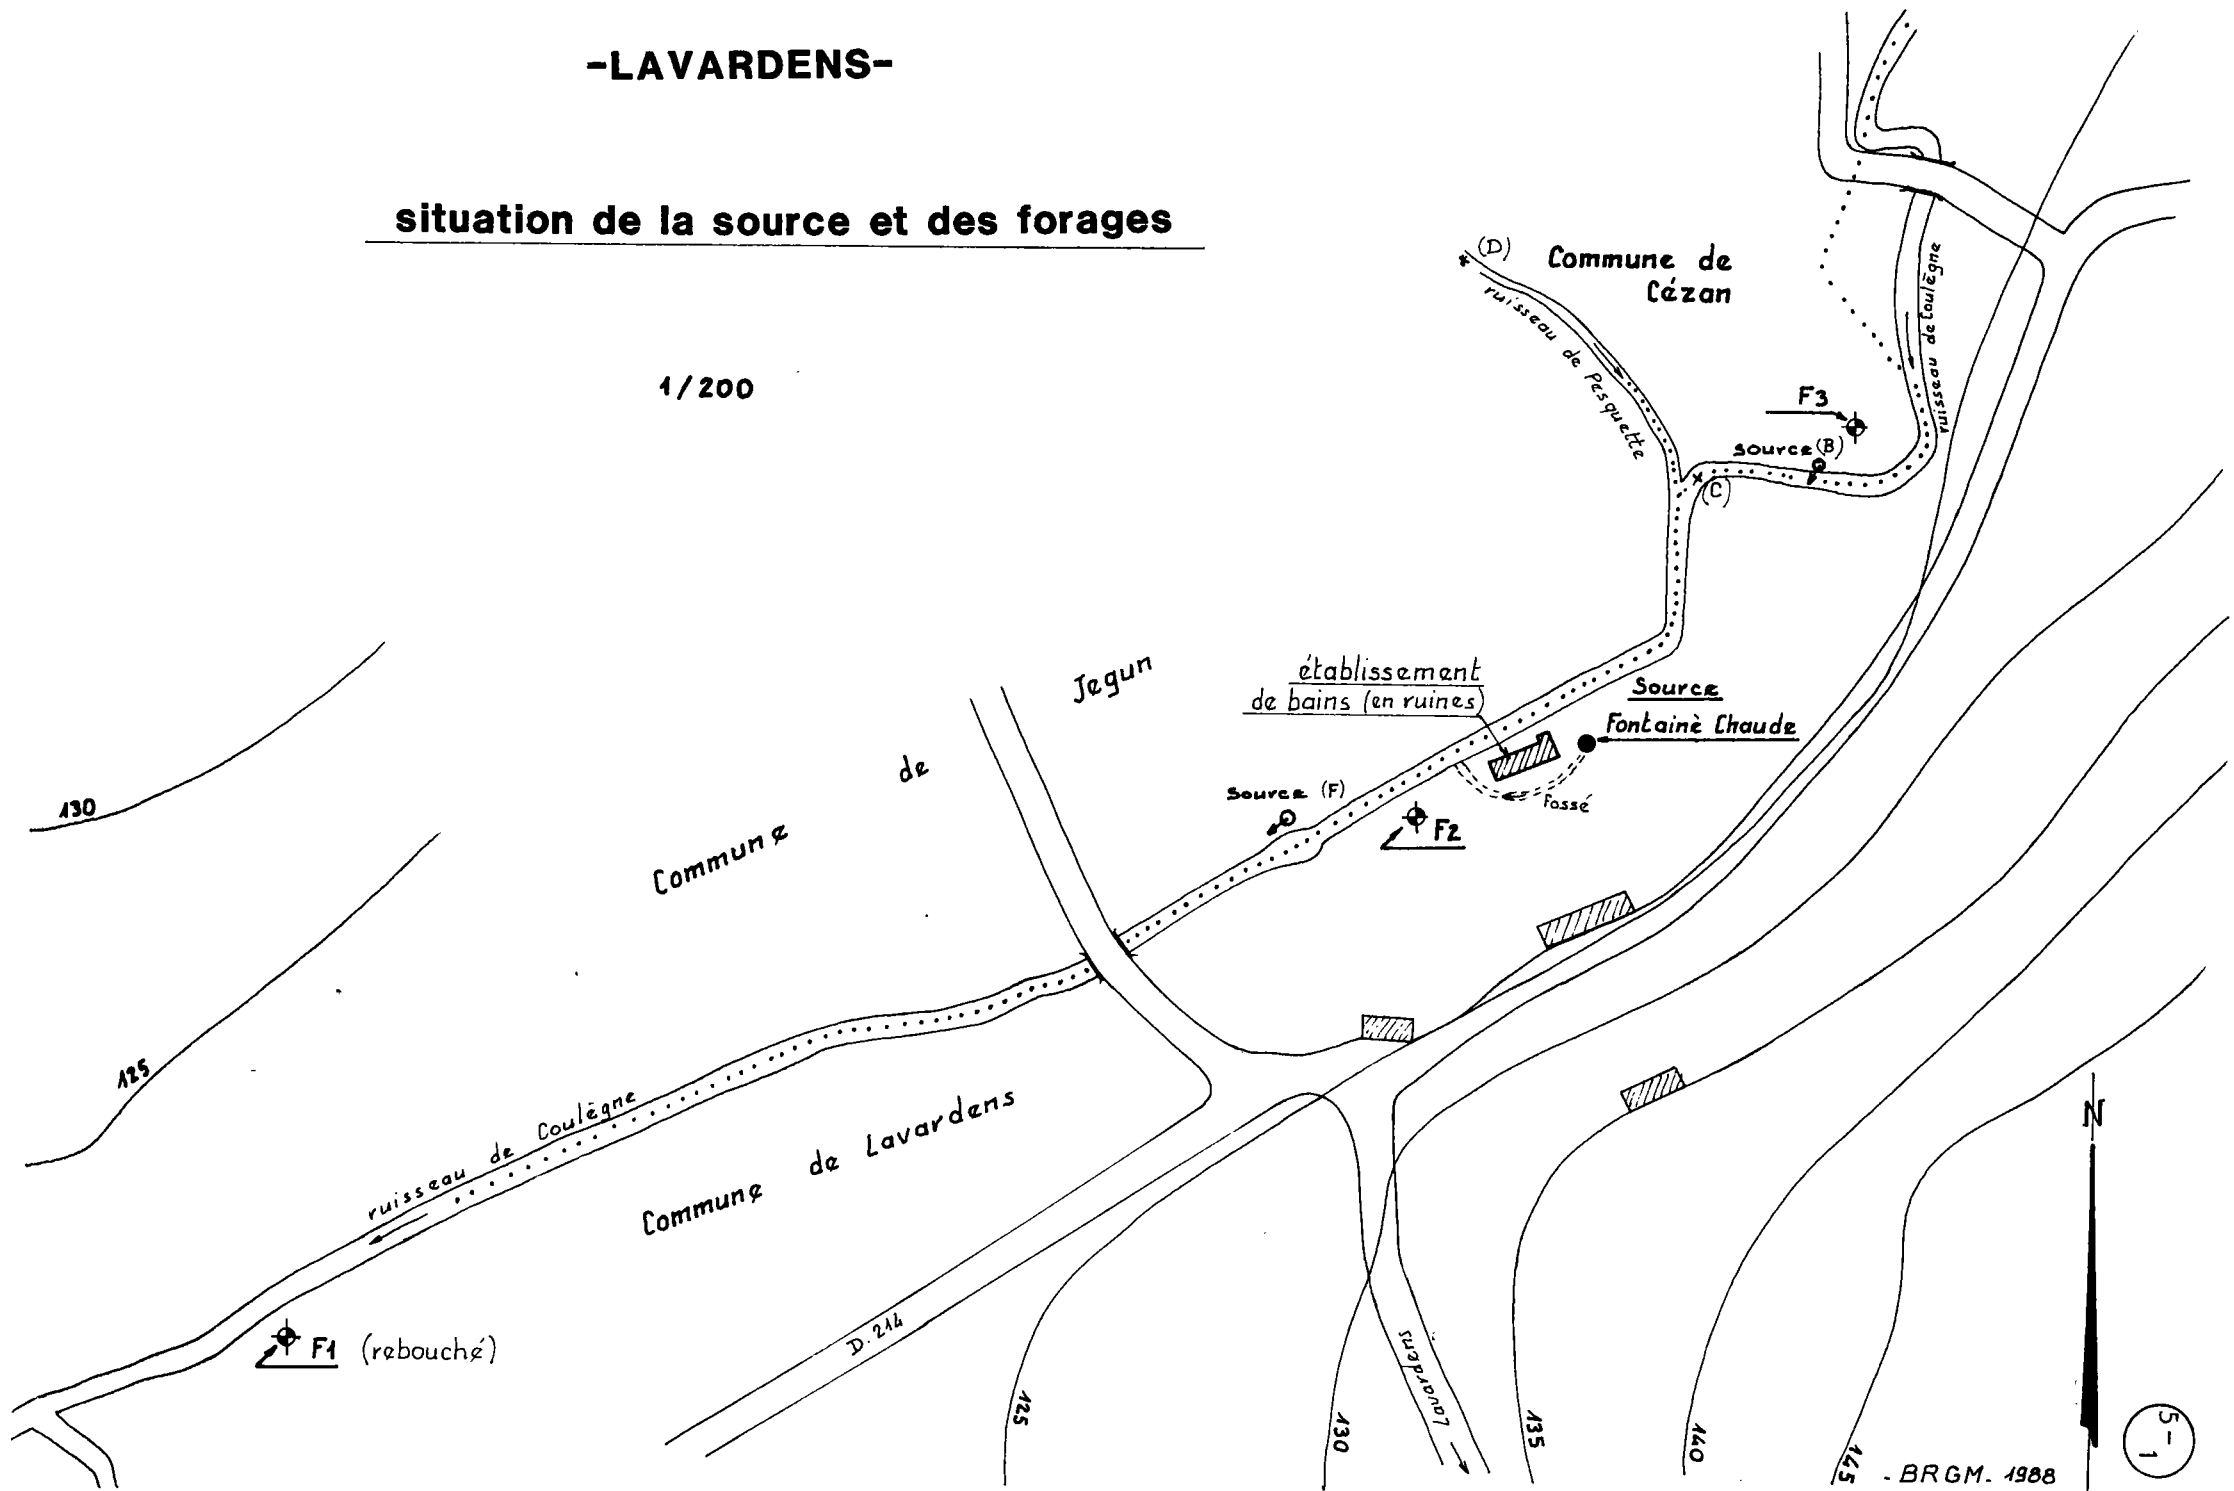 -LAVARDENS-
situation de la source et des forages
1/200
(D)
Commune de
Cézan
ruisseau de Pesquette
ruisseau de Coulègne
F3
source (B)
(C)
Jegun
de
Commune
établissement
de bains (en ruines)
Source
Fontainè Chaude
Source (F)
fossé
F2
130
125
ruisseau de Coulègne
Commune de Lavardens
F1 (rebouché)
D.214
Lavardens
125
130
135
140
145
N
- BRGM - 1988
5-1